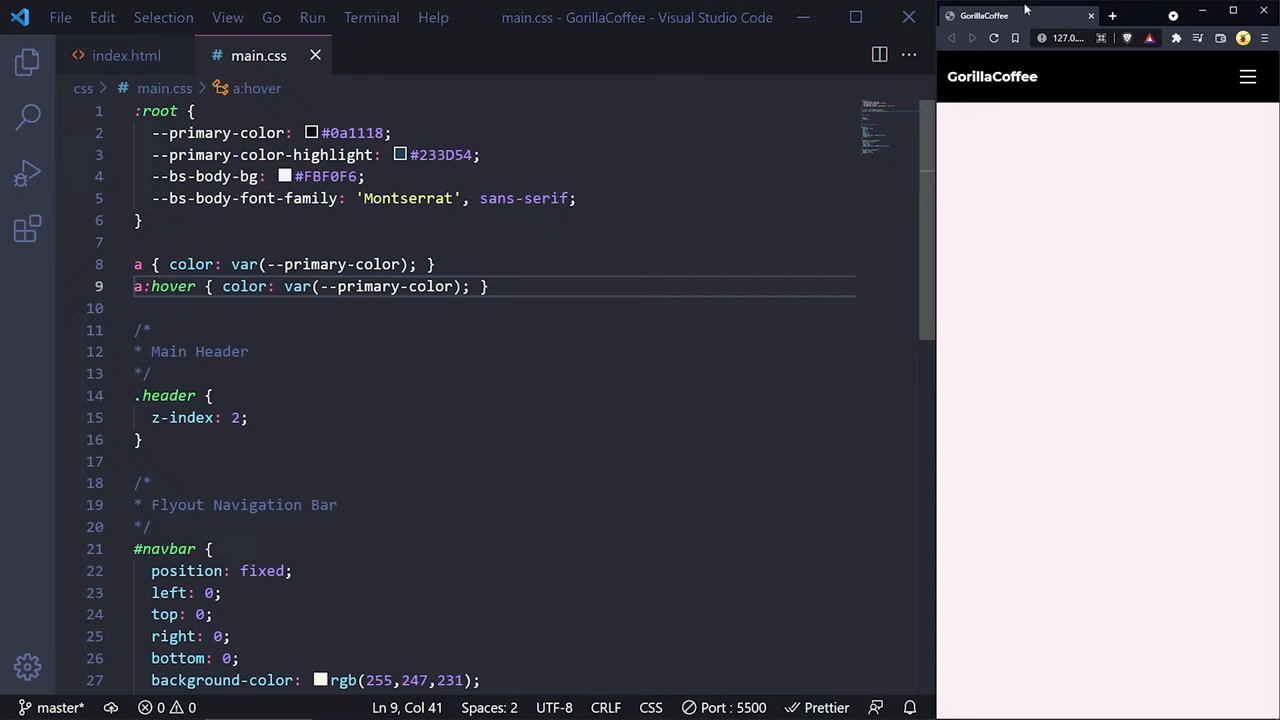 File Edit Selection View Go Run Terminal Help main.css - GorillaCoffee - Visual Studio Code
index.html # main.css
css > # main.css > a:hover
1 :root {
2 --primary-color: #0a1118;
3 --primary-color-highlight: #233D54;
4 --bs-body-bg: #FBF0F6;
5 --bs-body-font-family: 'Montserrat', sans-serif;
6 }
7
8 a { color: var(--primary-color); }
9 a:hover { color: var(--primary-color); }
10
11 /*
12 * Main Header
13 */
14 .header {
15 z-index: 2;
16 }
17
18 /*
19 * Flyout Navigation Bar
20 */
21 #navbar {
22 position: fixed;
23 left: 0;
24 top: 0;
25 right: 0;
26 bottom: 0;
27 background-color: rgb(255,247,231);
master* 0 0 Ln 9, Col 41 Spaces: 2 UTF-8 CRLF CSS Port : 5500 Prettier
GorillaCoffee
127.0....
GorillaCoffee